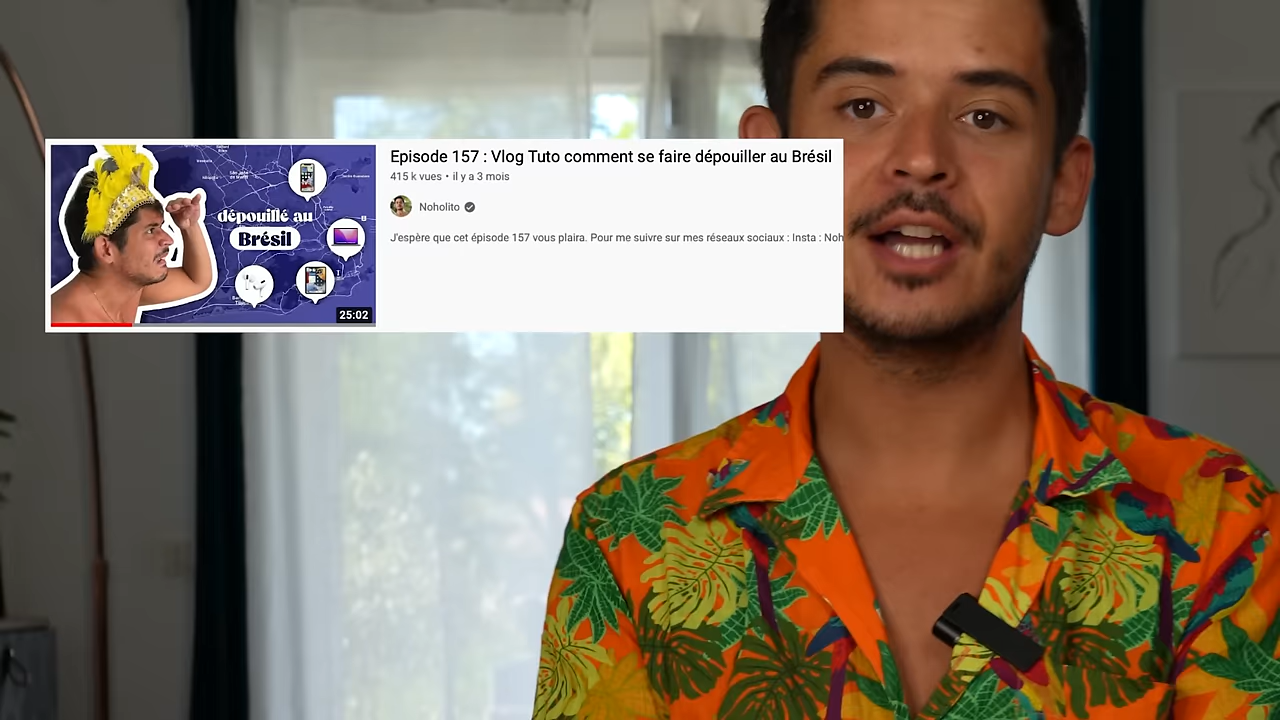 Episode 157 : Vlog Tuto comment se faire dépouiller au Brésil
415 k vues • il y a 3 mois
Noholito
J'espère que cet épisode 157 vous plaira. Pour me suivre sur mes réseaux sociaux : Insta : Noh
dépouillé au
Brésil
25:02